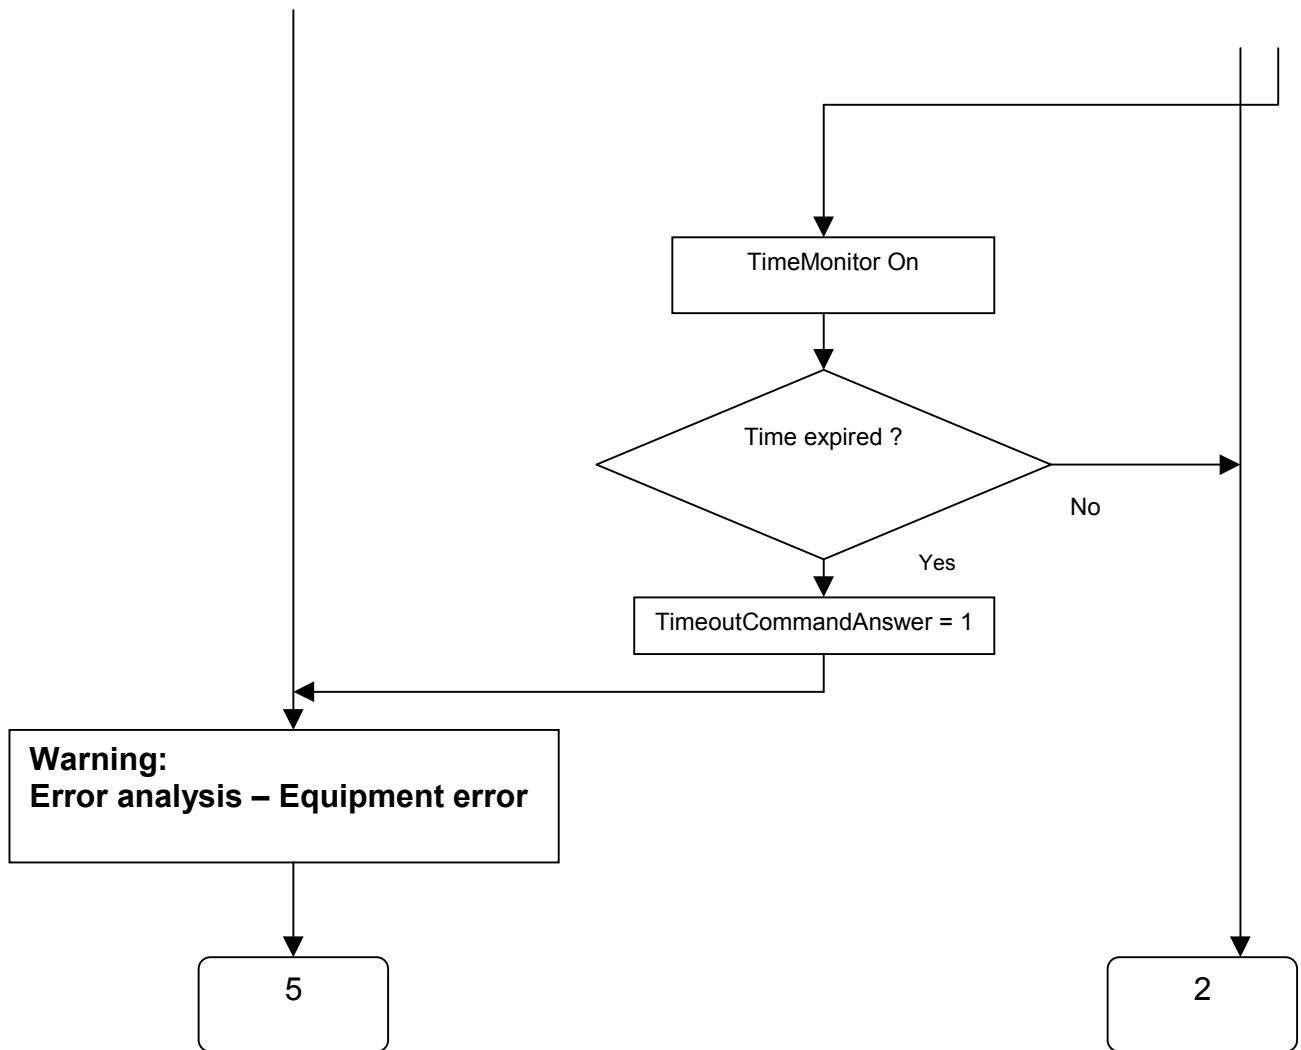 TimeMonitor On
Time expired ?
No
Yes
TimeoutCommandAnswer = 1
Warning:
Error analysis – Equipment error
5
2